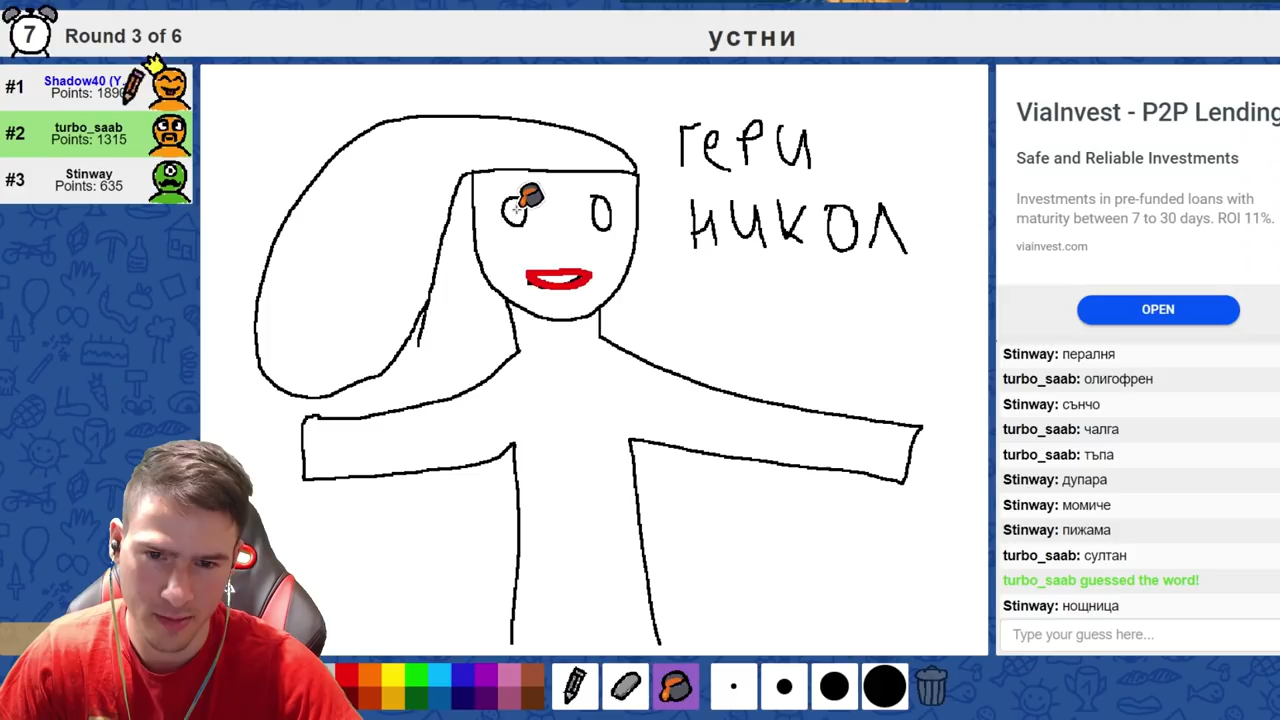 7
Round 3 of 6
устни
#1
Shadow40 (Y
Points: 1890
#2
turbo_saab
Points: 1315
#3
Stinway
Points: 635
гери
никол
ViaInvest - P2P Lending
Safe and Reliable Investments
Investments in pre-funded loans with
maturity between 7 to 30 days. ROI 11%.
viainvest.com
OPEN
Stinway: пералня
turbo_saab: олигофрен
Stinway: сънчо
turbo_saab: чалга
turbo_saab: тъпа
Stinway: дупара
Stinway: момиче
Stinway: пижама
turbo_saab: султан
turbo_saab guessed the word!
Stinway: нощница
Type your guess here...